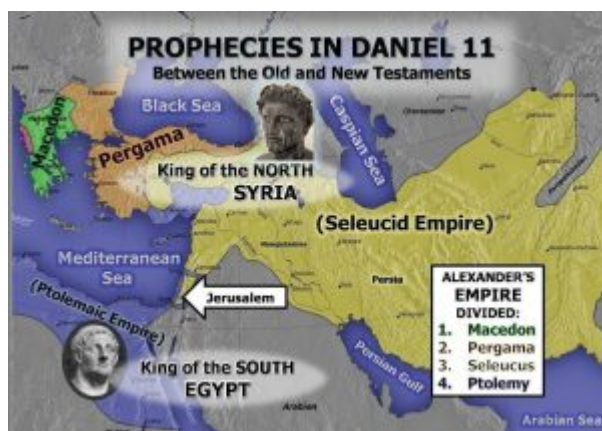 PROPHECIES IN DANIEL 11
Between the Old and New Testaments
Black Sea
Caspian Sea
Macedon
Pergama
King of the NORTH
SYRIA
(Seleucid Empire)
Mediterranean
Sea
Persia
(Ptolemaic Empire)
Jerusalem
King of the SOUTH
EGYPT
Persian Gulf
Arabian
Arabian Sea
ALEXANDER'S
EMPIRE
DIVIDED:
1. Macedon
2. Pergama
3. Seleucus
4. Ptolemy